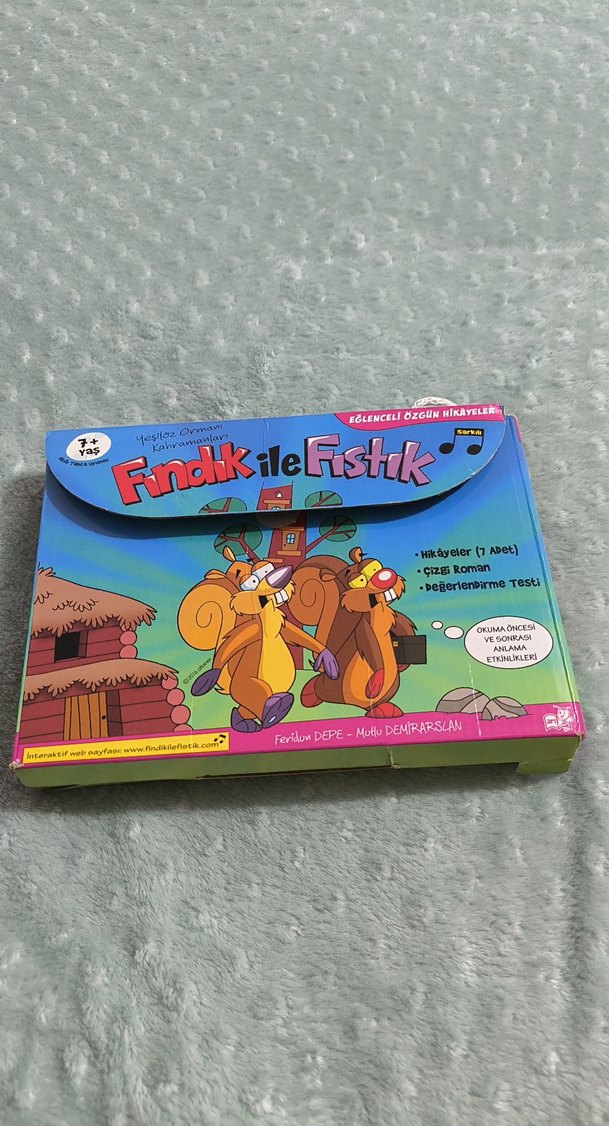 EĞLENCELİ ÖZGÜN HİKÂYELER
7+
YAŞ
Yeşilöz Ormanı
Kahramanları
Fındık ile Fıstık
Şarkılı
• Hikâyeler (7 Adet)
• Çizgi Roman
• Değerlendirme Testi
OKUMA ÖNCESİ
VE SONRASI
ANLAMA
ETKİNLİKLERİ
Feridun DEPE - Mutlu DEMİRARSLAN
İnteraktif web sayfası: www.findikilefistik.com